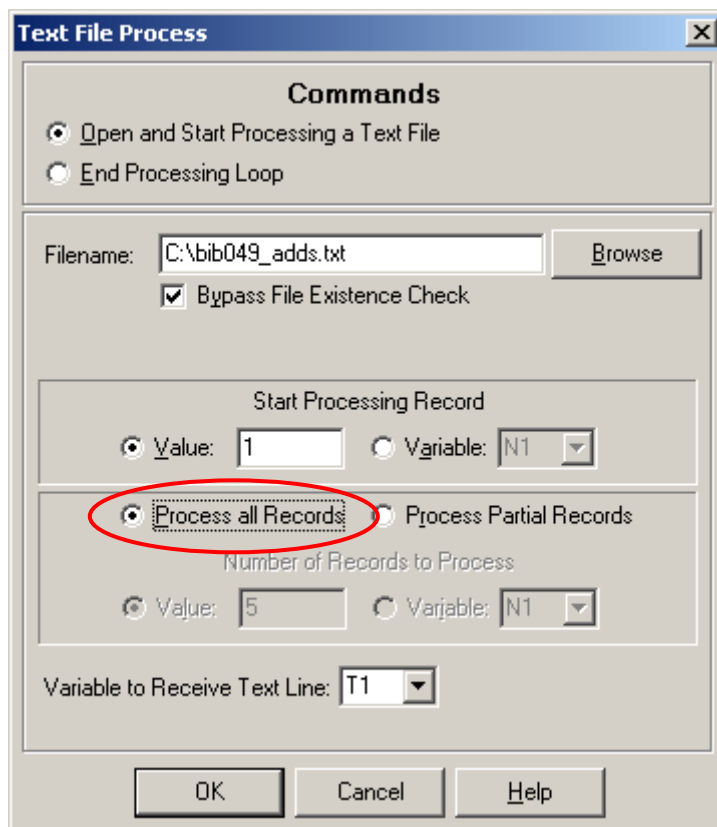 Text File Process
Commands
Open and Start Processing a Text File
End Processing Loop
Filename: C:\bib049_adds.txt Browse
Bypass File Existence Check
Start Processing Record
Value: 1 Variable: N1
Process all Records Process Partial Records
Number of Records to Process
Value: 5 Variable: N1
Variable to Receive Text Line: T1
OK Cancel Help